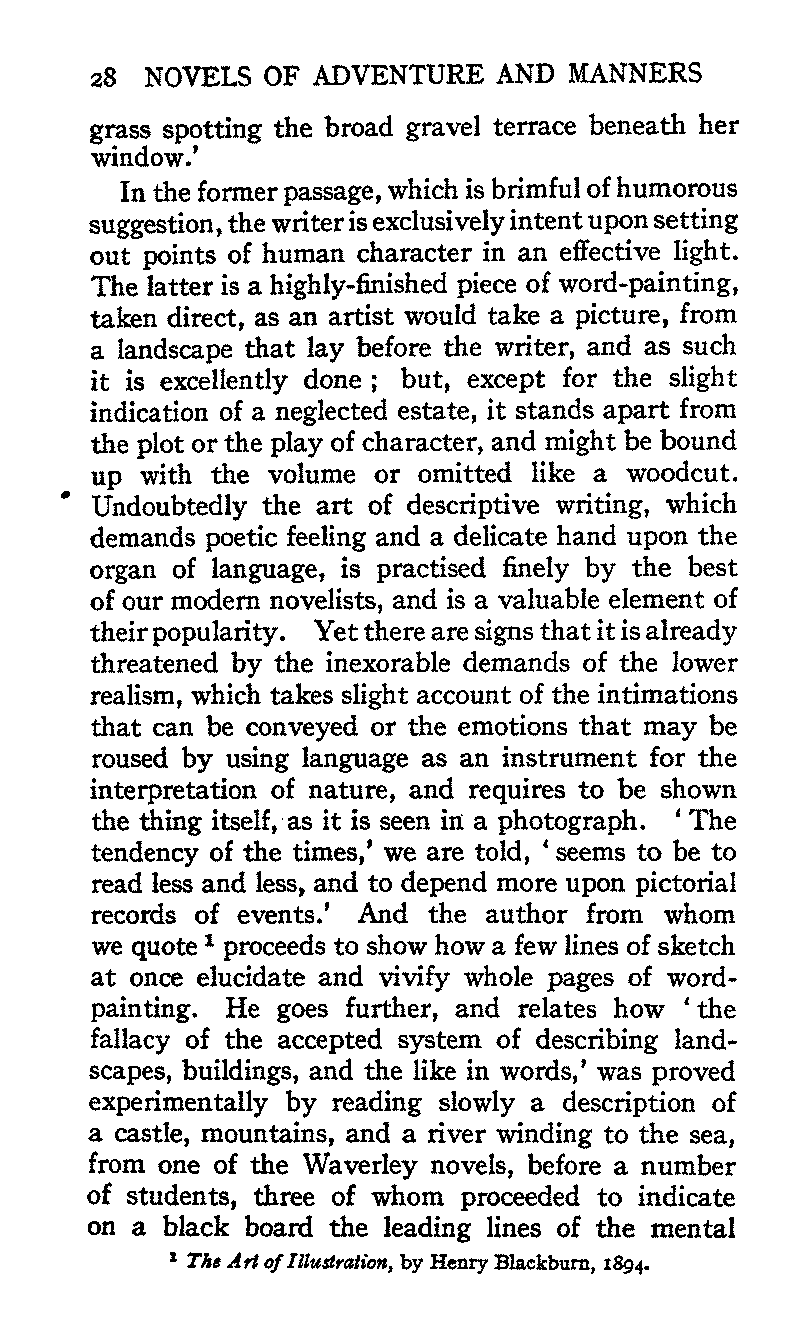 28 NOVELS OF ADVENTURE AND MANNERS
grass spotting the broad gravel terrace beneath her
window.'
In the former passage, which is brimful of humorous
suggestion, the writer is exclusively intent upon setting
out points of human character in an effective light.
The latter is a highly-finished piece of word-painting,
taken direct, as an artist would take a picture, from
a landscape that lay before the writer, and as such
it is excellently done ; but, except for the slight
indication of a neglected estate, it stands apart from
the plot or the play of character, and might be bound
up with the volume or omitted like a woodcut.
Undoubtedly the art of descriptive writing, which
demands poetic feeling and a delicate hand upon the
organ of language, is practised finely by the best
of our modern novelists, and is a valuable element of
their popularity. Yet there are signs that it is already
threatened by the inexorable demands of the lower
realism, which takes slight account of the intimations
that can be conveyed or the emotions that may be
roused by using language as an instrument for the
interpretation of nature, and requires to be shown
the thing itself, as it is seen in a photograph. ' The
tendency of the times,' we are told, ' seems to be to
read less and less, and to depend more upon pictorial
records of events.' And the author from whom
we quote ¹ proceeds to show how a few lines of sketch
at once elucidate and vivify whole pages of word-
painting. He goes further, and relates how ' the
fallacy of the accepted system of describing land-
scapes, buildings, and the like in words,' was proved
experimentally by reading slowly a description of
a castle, mountains, and a river winding to the sea,
from one of the Waverley novels, before a number
of students, three of whom proceeded to indicate
on a black board the leading lines of the mental
¹ The Art of Illustration, by Henry Blackburn, 1894.